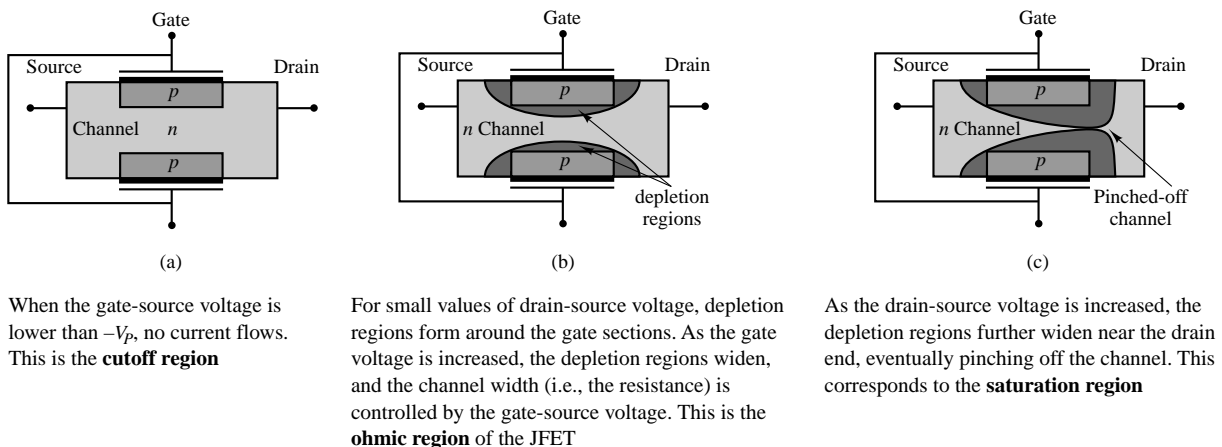 Gate
Source
Drain
p
Channel
n
p
(a)
When the gate-source voltage is
lower than –VP, no current flows.
This is the cutoff region
Gate
Source
Drain
p
n Channel
p
depletion
regions
(b)
For small values of drain-source voltage, depletion
regions form around the gate sections. As the gate
voltage is increased, the depletion regions widen,
and the channel width (i.e., the resistance) is
controlled by the gate-source voltage. This is the
ohmic region of the JFET
Gate
Source
Drain
p
n Channel
p
Pinched-off
channel
(c)
As the drain-source voltage is increased, the
depletion regions further widen near the drain
end, eventually pinching off the channel. This
corresponds to the saturation region